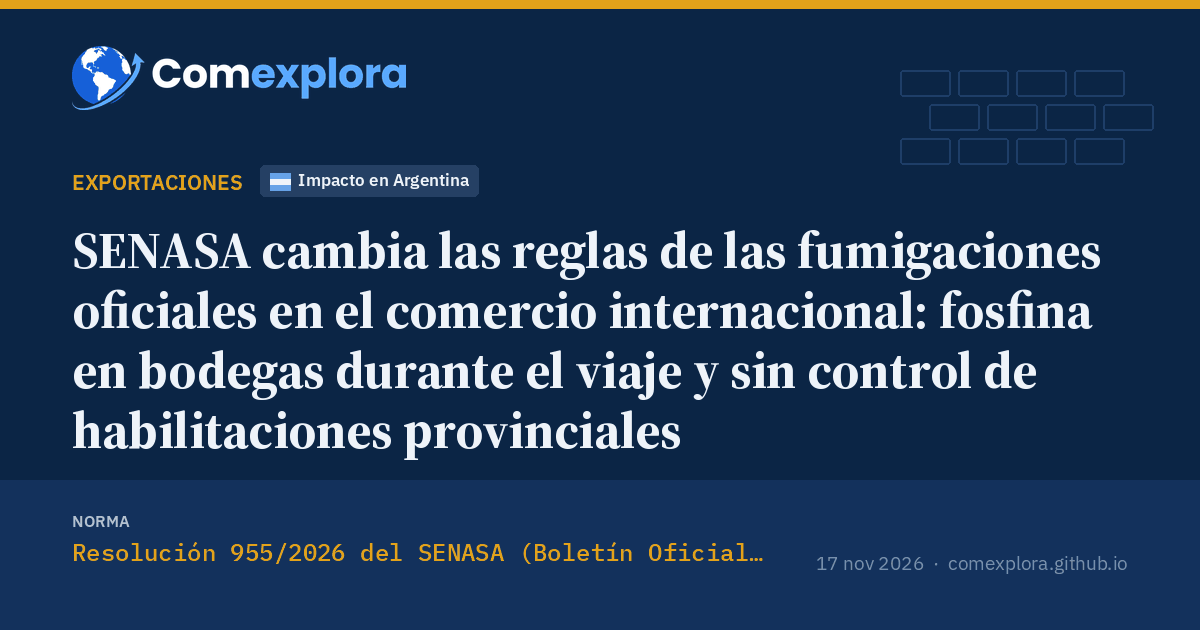 Comexplora
EXPORTACIONES
Impacto en Argentina
SENASA cambia las reglas de las fumigaciones
oficiales en el comercio internacional: fosfina
en bodegas durante el viaje y sin control de
habilitaciones provinciales
NORMA
Resolución 955/2026 del SENASA (Boletín Oficial…
17 nov 2026 · comexplora.github.io